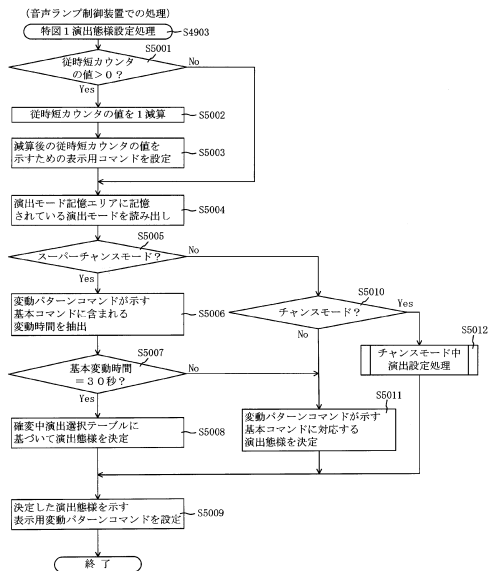 (音声ランプ制御装置での処理)
特図1演出態様設定処理
S4903
S5001
従時短カウンタ
の値>0?
No
Yes
従時短カウンタの値を1減算
S5002
減算後の従時短カウンタの値を
示すための表示用コマンドを設定
S5003
演出モード記憶エリアに記憶
されている演出モードを読み出し
S5004
S5005
スーパーチャンスモード?
No
Yes
変動パターンコマンドが示す
基本コマンドに含まれる
変動時間を抽出
S5006
S5010
チャンスモード?
Yes
No
S5012
チャンスモード中
演出設定処理
S5007
基本変動時間
=30秒?
No
Yes
S5011
変動パターンコマンドが示す
基本コマンドに対応する
演出態様を決定
確変中演出選択テーブルに
基づいて演出態様を決定
S5008
決定した演出態様を示す
表示用変動パターンコマンドを設定
S5009
終了